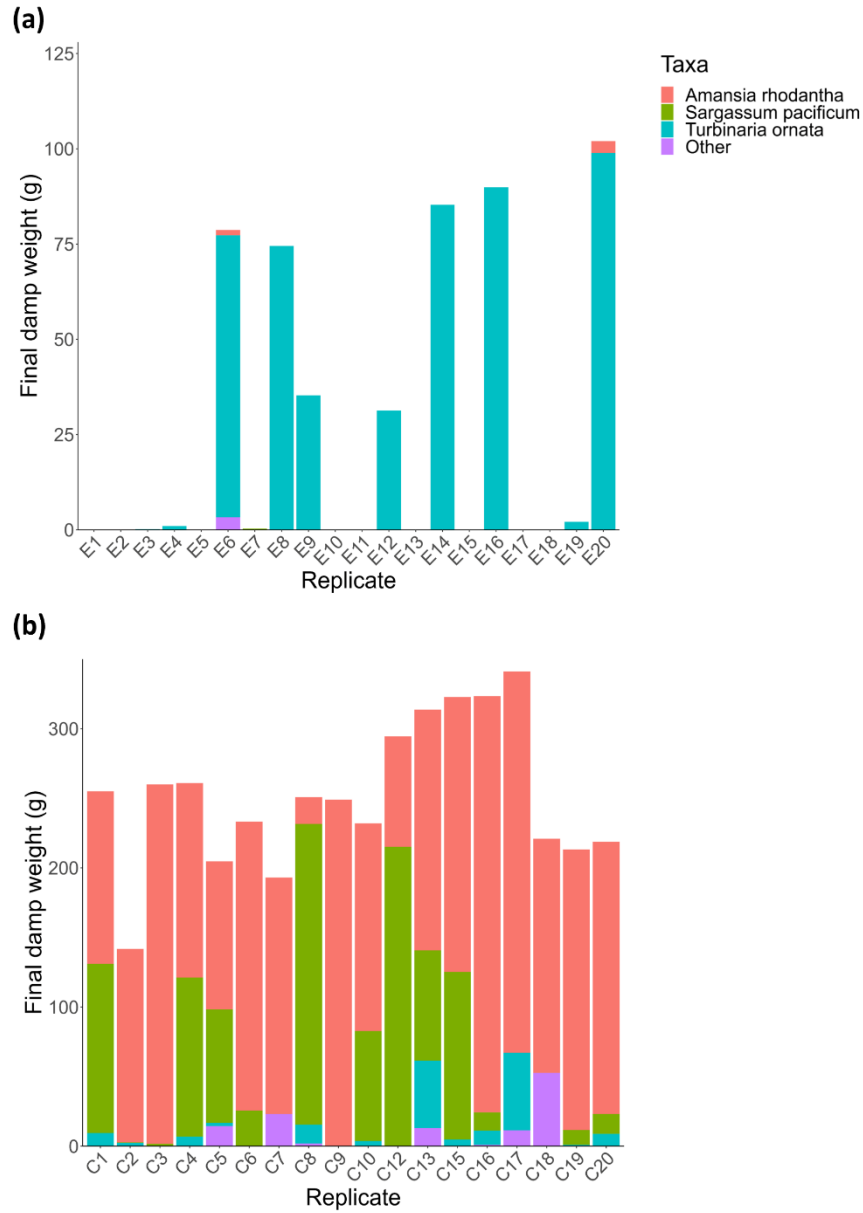 (a)
Final damp weight (g)
125
100
75
50
25
0
E1 E2 E3 E4 E5 E6 E7 E8 E9 E10 E11 E12 E13 E14 E15 E16 E17 E18 E19 E20
Replicate
Taxa
Amansia rhodantha
Sargassum pacificum
Turbinaria ornata
Other
(b)
Final damp weight (g)
300
200
100
0
C1 C2 C3 C4 C5 C6 C7 C8 C9 C10 C12 C13 C15 C16 C17 C18 C19 C20
Replicate